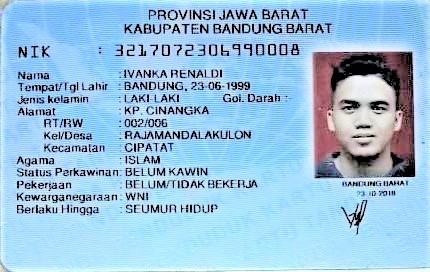 PROVINSI JAWA BARAT
KABUPATEN BANDUNG BARAT
NIK : 3217072306990008
Nama : IVANKA RENALDI
Tempat/Tgl Lahir : BANDUNG, 23-06-1999
Jenis kelamin : LAKI-LAKI Gol. Darah : -
Alamat : KP. CINANGKA
RT/RW : 002/006
Kel/Desa : RAJAMANDALAKULON
Kecamatan : CIPATAT
Agama : ISLAM
Status Perkawinan: BELUM KAWIN
Pekerjaan : BELUM/TIDAK BEKERJA
Kewarganegaraan: WNI
Berlaku Hingga : SEUMUR HIDUP
BANDUNG BARAT
23-10-2018